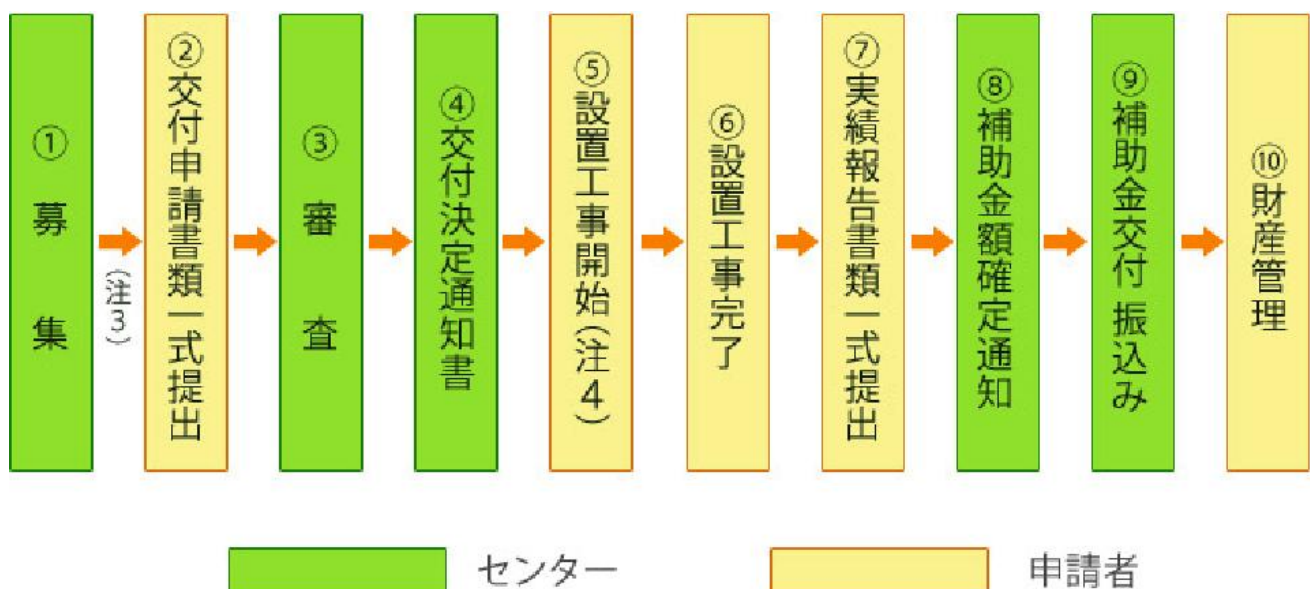 ①募集
（注3）
②交付申請書類一式提出
③審査
④交付決定通知書
⑤設置工事開始（注4）
⑥設置工事完了
⑦実績報告書類一式提出
⑧補助金額確定通知
⑨補助金交付 振込み
⑩財産管理
センター
申請者